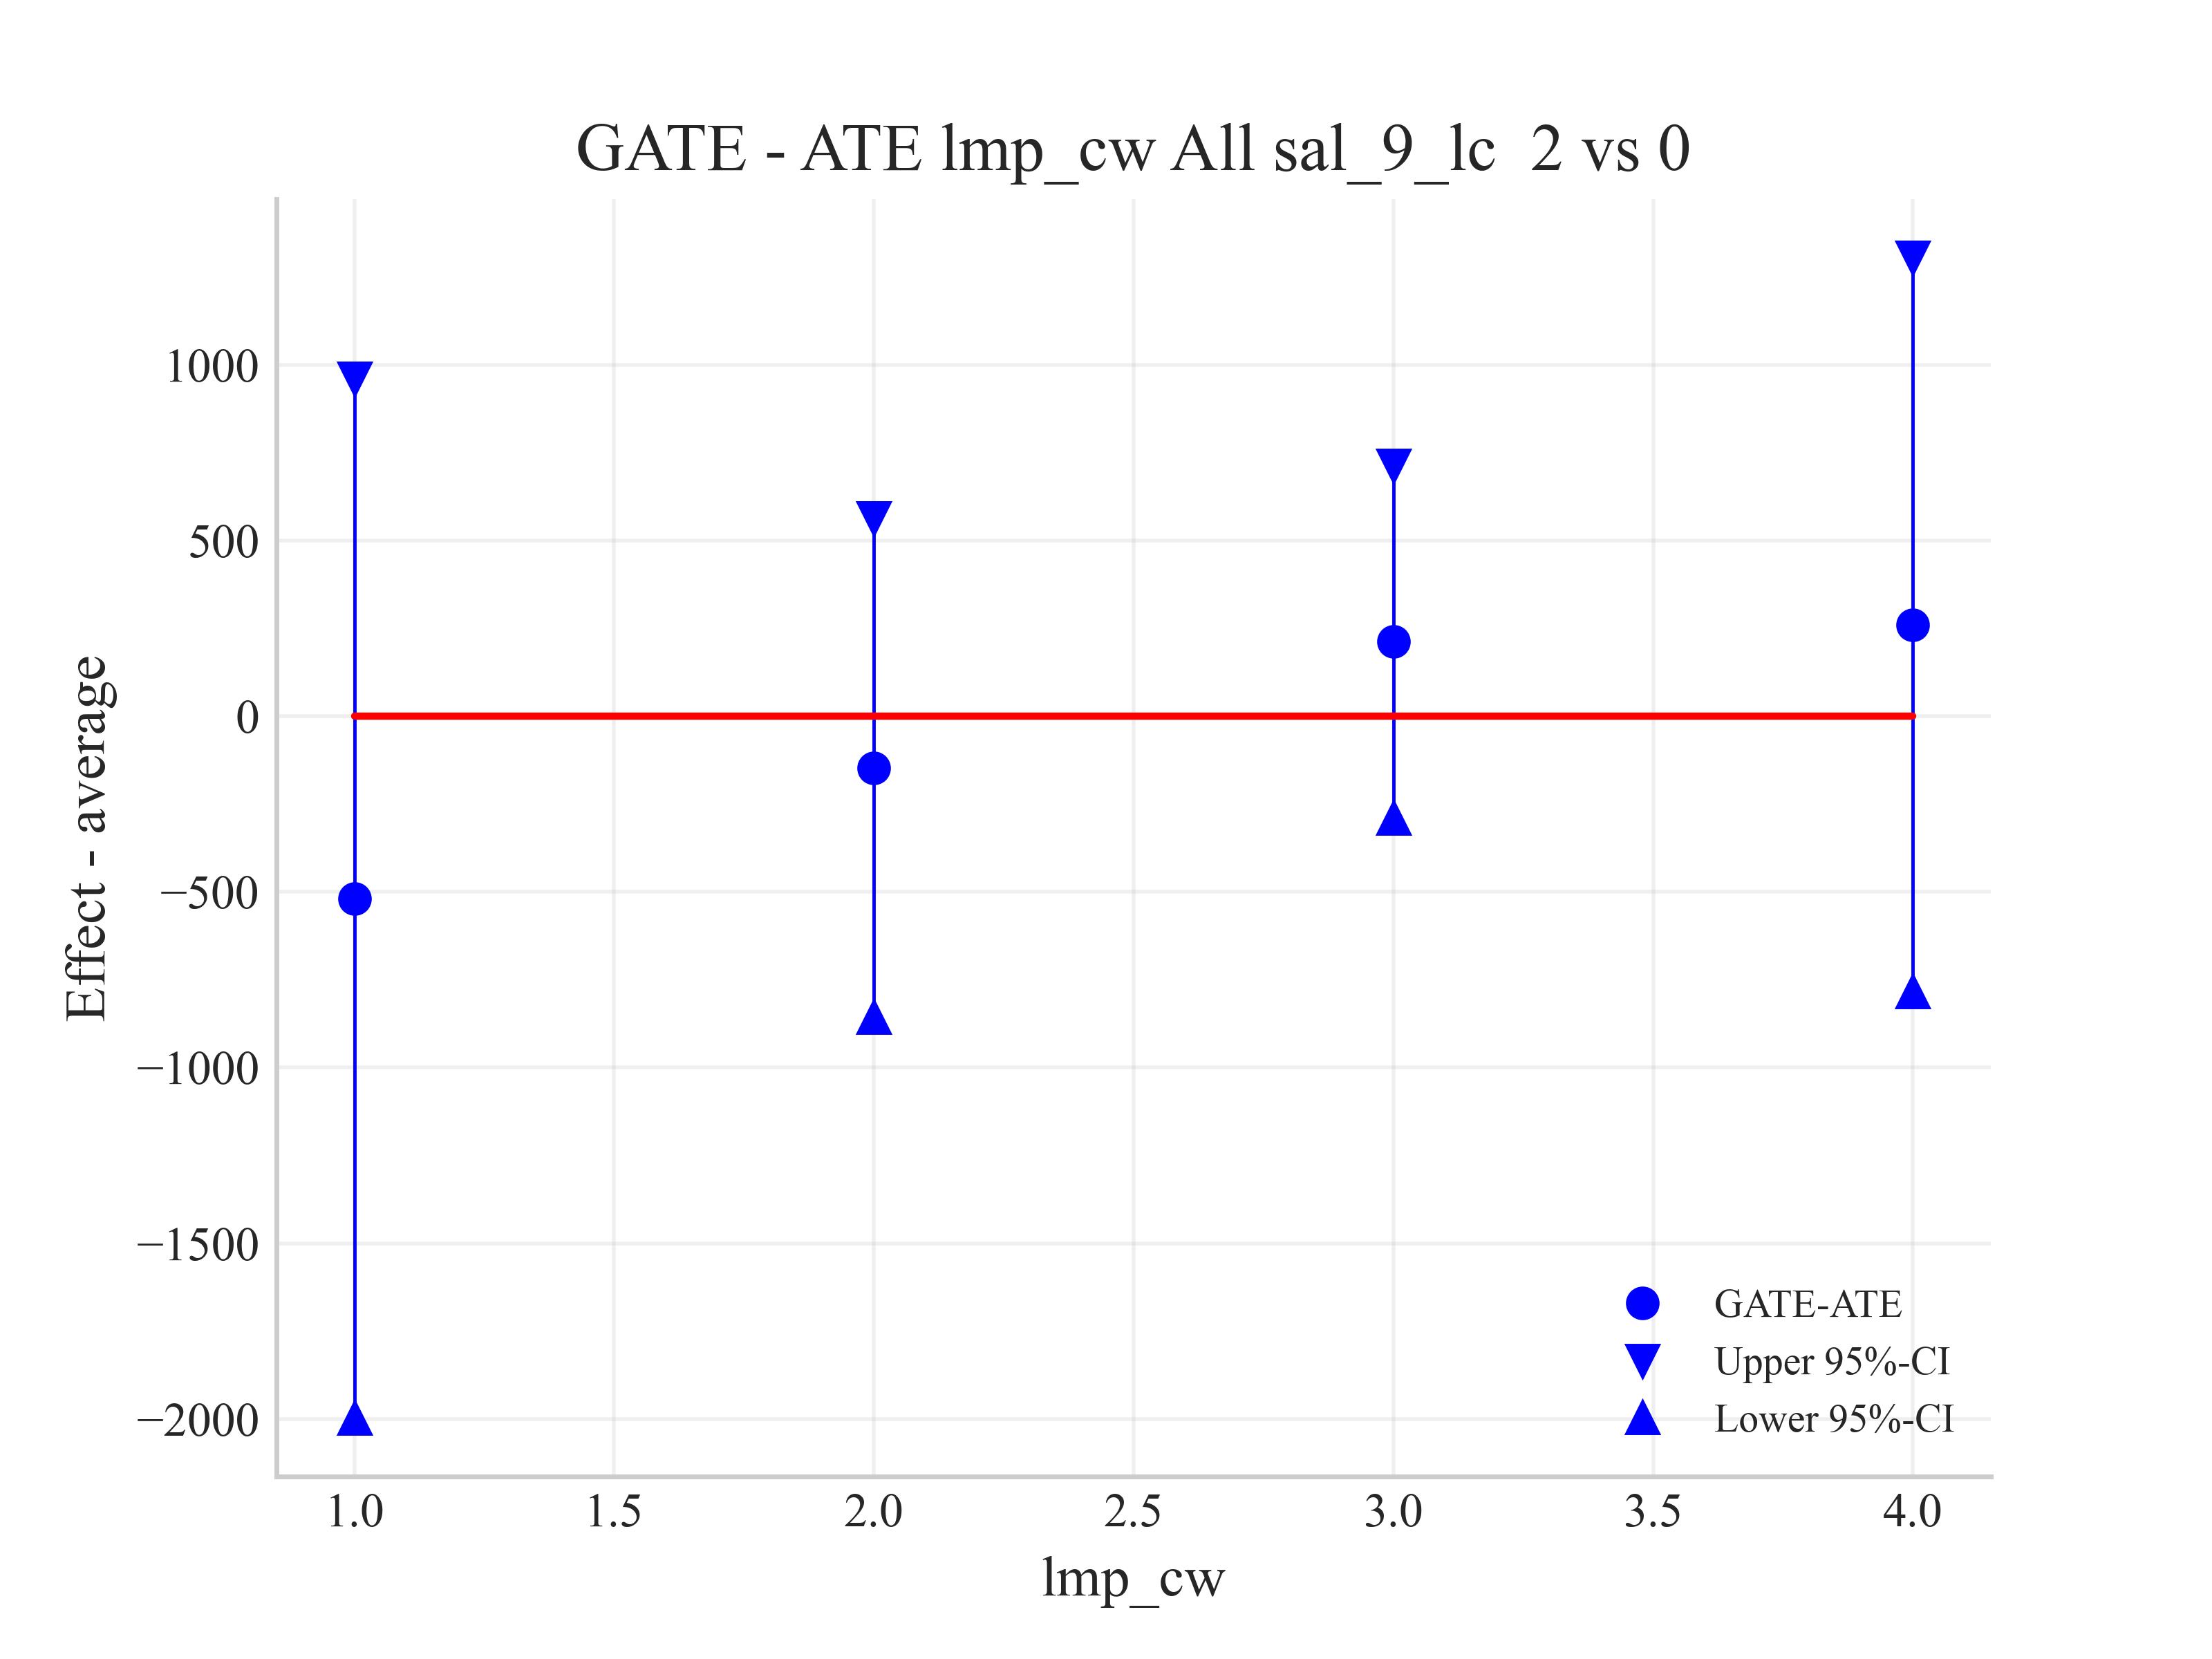 GATE - ATE lmp_cw All sal_9_lc  2 vs 0
Effect - average
1000
500
0
−500
−1000
−1500
−2000
GATE-ATE
Upper 95%-CI
Lower 95%-CI
1.0 1.5 2.0 2.5 3.0 3.5 4.0
lmp_cw